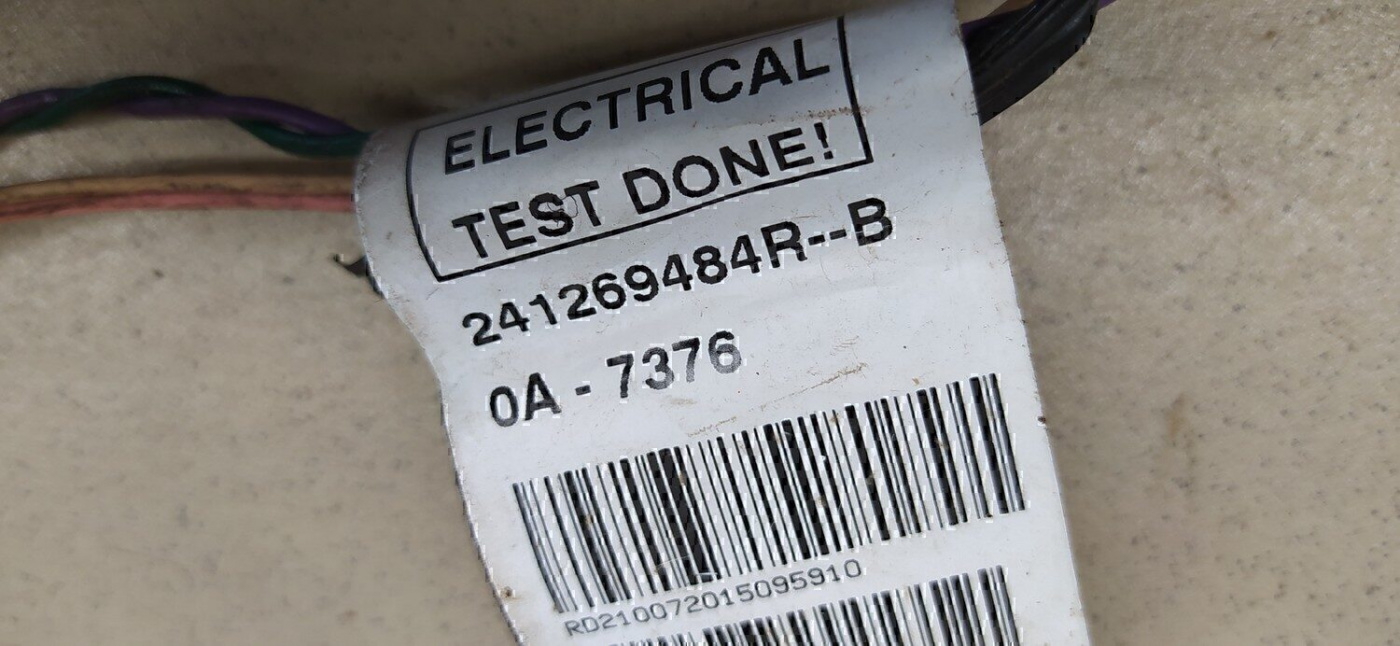 ELECTRICAL
TEST DONE!
241269484R--B
0A - 7376
RD210072015095910